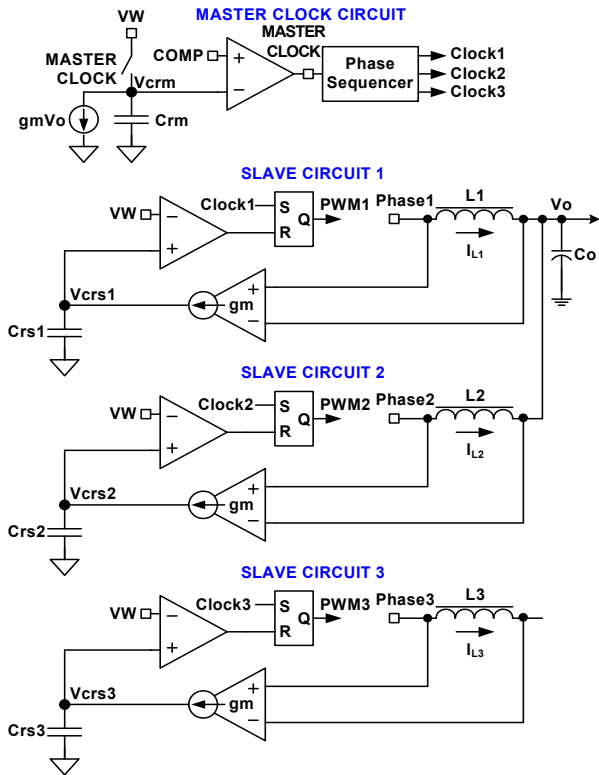 MASTER CLOCK CIRCUIT
VW
MASTER
CLOCK
COMP
MASTER
CLOCK
Vcrm
gmVo
Crm
+
−
Phase
Sequencer
Clock1
Clock2
Clock3
SLAVE CIRCUIT 1
VW
−
+
Clock1
S
R
Q
PWM1
Phase1
L1
IL1
Vo
Co
Vcrs1
gm
+
−
Crs1
SLAVE CIRCUIT 2
VW
−
+
Clock2
S
R
Q
PWM2
Phase2
L2
IL2
Vcrs2
gm
+
−
Crs2
SLAVE CIRCUIT 3
VW
−
+
Clock3
S
R
Q
PWM3
Phase3
L3
IL3
Vcrs3
gm
+
−
Crs3